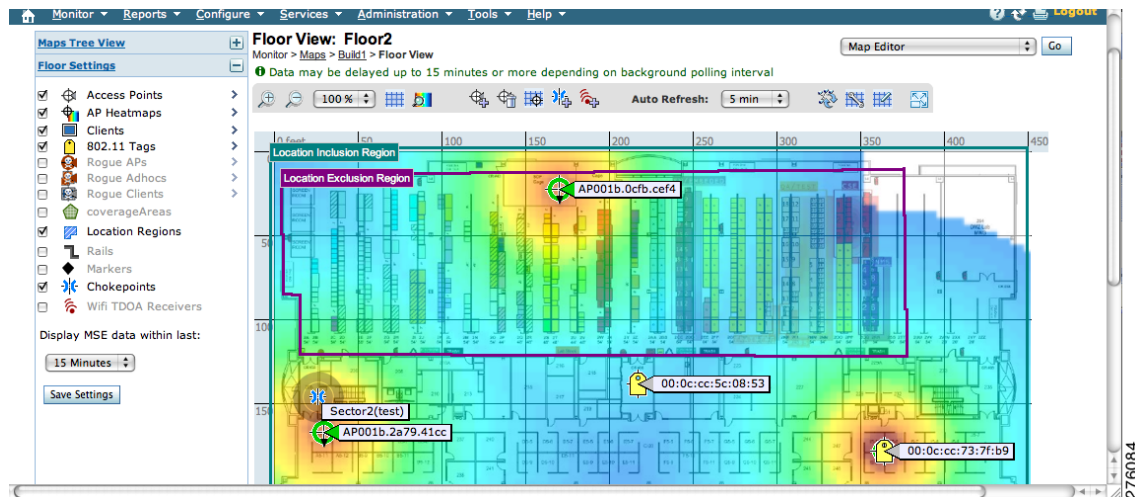 Monitor Reports Configure Services Administration Tools Help Logout
Maps Tree View
Floor Settings
Access Points
AP Heatmaps
Clients
802.11 Tags
Rogue APs
Rogue Adhocs
Rogue Clients
coverageAreas
Location Regions
Rails
Markers
Chokepoints
Wifi TDOA Receivers
Display MSE data within last:
15 Minutes
Save Settings
Floor View: Floor2
Monitor > Maps > Build1 > Floor View
Data may be delayed up to 15 minutes or more depending on background polling interval
Map Editor Go
100 % Auto Refresh: 5 min
0 feet 50 100 150 200 250 300 350 400 450
Location Inclusion Region
Location Exclusion Region
AP001b.0cfb.cef4
50
100
00:0c:cc:5c:08:53
150
Sector2(test)
AP001b.2a79.41cc
00:0c:cc:73:7f:b9
276084